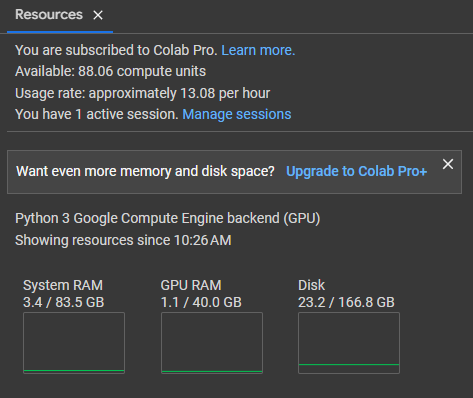 Resources ×
You are subscribed to Colab Pro. Learn more.
Available: 88.06 compute units
Usage rate: approximately 13.08 per hour
You have 1 active session. Manage sessions
Want even more memory and disk space? Upgrade to Colab Pro+ ×
Python 3 Google Compute Engine backend (GPU)
Showing resources since 10:26 AM
System RAM
3.4 / 83.5 GB
GPU RAM
1.1 / 40.0 GB
Disk
23.2 / 166.8 GB